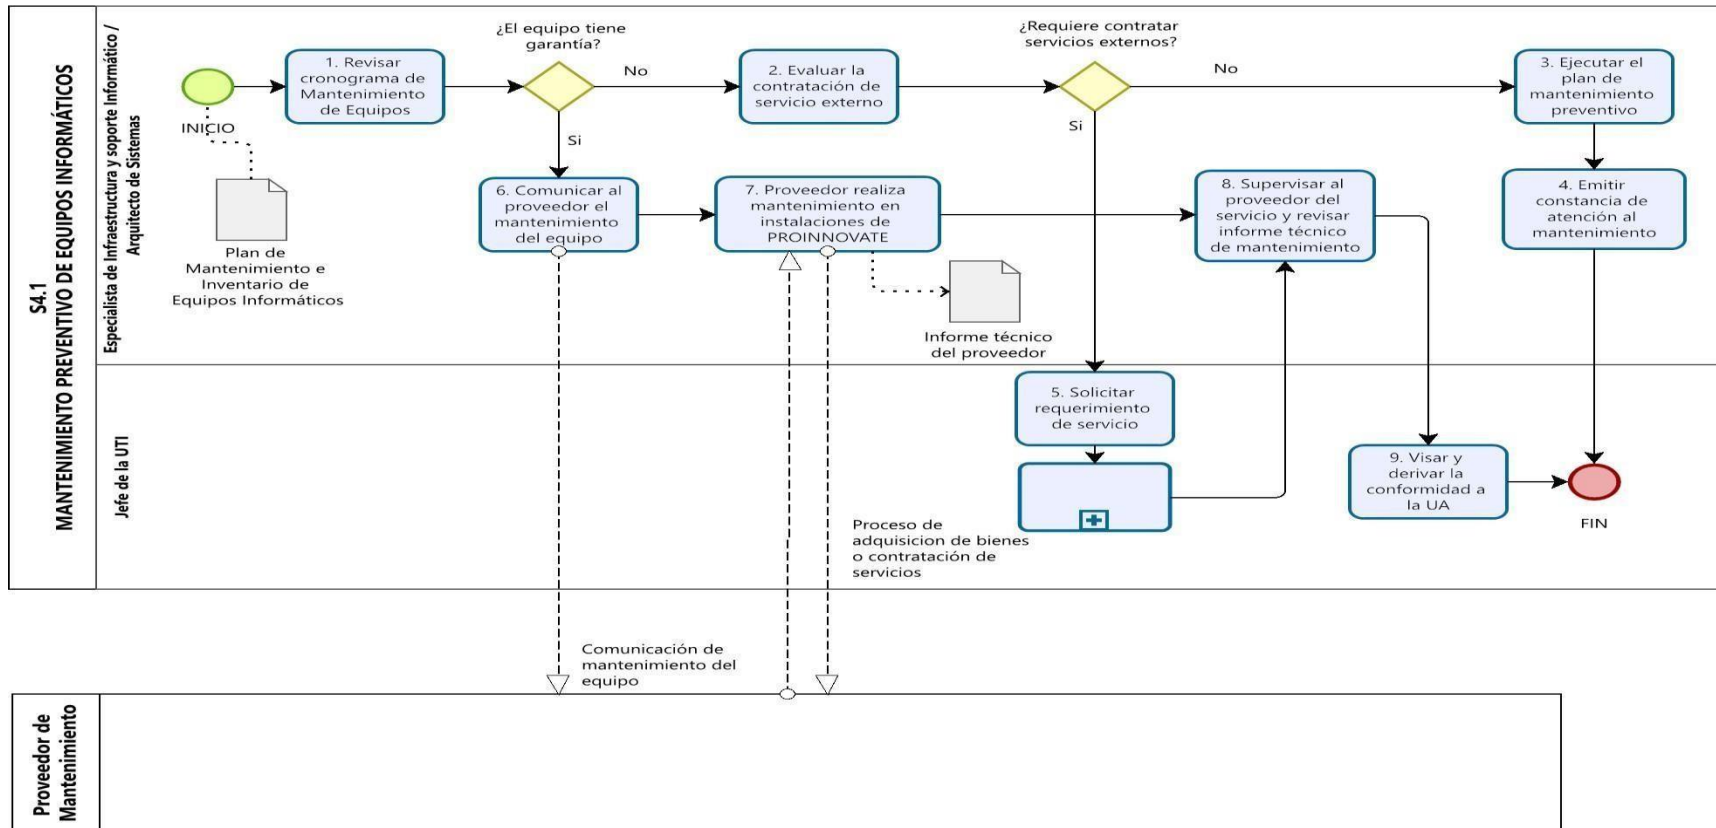 S4.1
MANTENIMIENTO PREVENTIVO DE EQUIPOS INFORMÁTICOS
Especialista de Infraestructura y soporte Informático /
Arquitecto de Sistemas
INICIO
1. Revisar
cronograma de
Mantenimiento
de Equipos
¿El equipo tiene
garantía?
No
Si
2. Evaluar la
contratación de
servicio externo
¿Requiere contratar
servicios externos?
No
Si
3. Ejecutar el
plan de
mantenimiento
preventivo
Plan de
Mantenimiento e
Inventario de
Equipos Informáticos
6. Comunicar al
proveedor el
mantenimiento
del equipo
7. Proveedor realiza
mantenimiento en
instalaciones de
PROINNOVATE
Informe técnico
del proveedor
8. Supervisar al
proveedor del
servicio y revisar
informe técnico
de mantenimiento
4. Emitir
constancia de
atención al
mantenimiento
Jefe de la UTI
5. Solicitar
requerimiento
de servicio
Proceso de
adquisicion de bienes
o contratación de
servicios
9. Visar y
derivar la
conformidad a
la UA
FIN
Comunicación de
mantenimiento del
equipo
Proveedor de
Mantenimiento